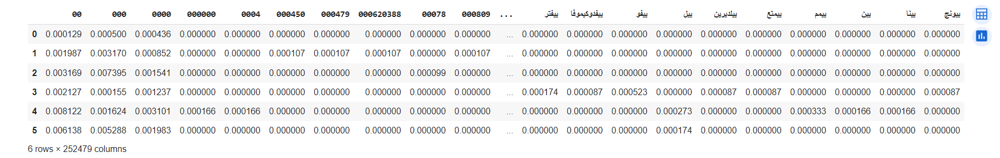 00 000 0000 000000 0004 000450 000479 000620388 00078 000809 ... ييفتر ييفدوكيموفا ييفو ييل ييلديرين ييمتع ييمم يين يينا ييونج
0 0.000129 0.000500 0.000436 0.000000 0.000000 0.000000 0.000000 0.000000 0.000000 0.000000 ... 0.000000 0.000000 0.000000 0.000000 0.000000 0.000000 0.000000 0.000000 0.000000 0.000000
1 0.001987 0.003170 0.000852 0.000000 0.000000 0.000107 0.000107 0.000107 0.000000 0.000107 ... 0.000000 0.000000 0.000000 0.000000 0.000000 0.000000 0.000000 0.000000 0.000000 0.000000
2 0.003169 0.007395 0.001541 0.000000 0.000000 0.000000 0.000000 0.000000 0.000099 0.000000 ... 0.000000 0.000000 0.000000 0.000000 0.000000 0.000000 0.000000 0.000000 0.000000 0.000000
3 0.002127 0.000155 0.001237 0.000000 0.000000 0.000000 0.000000 0.000000 0.000000 0.000000 ... 0.000174 0.000087 0.000523 0.000000 0.000087 0.000087 0.000000 0.000000 0.000000 0.000087
4 0.008122 0.001624 0.003101 0.000166 0.000166 0.000000 0.000000 0.000000 0.000000 0.000000 ... 0.000000 0.000000 0.000000 0.000273 0.000000 0.000000 0.000333 0.000166 0.000166 0.000000
5 0.006138 0.005288 0.001983 0.000000 0.000000 0.000000 0.000000 0.000000 0.000000 0.000000 ... 0.000000 0.000000 0.000000 0.000174 0.000000 0.000000 0.000000 0.000000 0.000000 0.000000
6 rows × 252479 columns